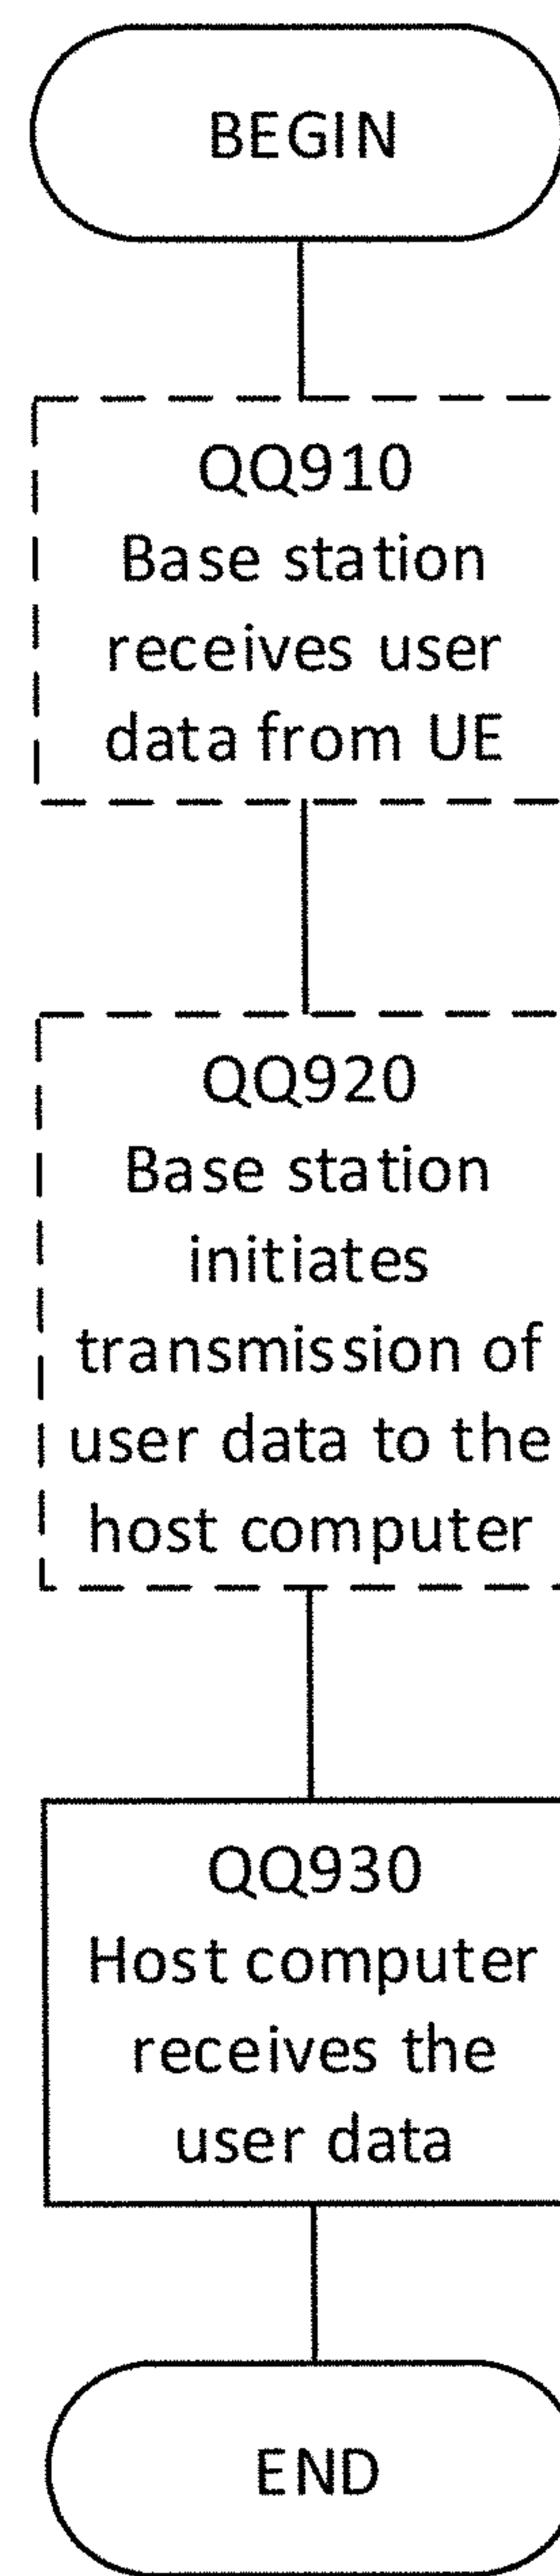 BEGIN
QQ910
Base station
receives user
data from UE
QQ920
Base station
initiates
transmission of
user data to the
host computer
QQ930
Host computer
receives the
user data
END